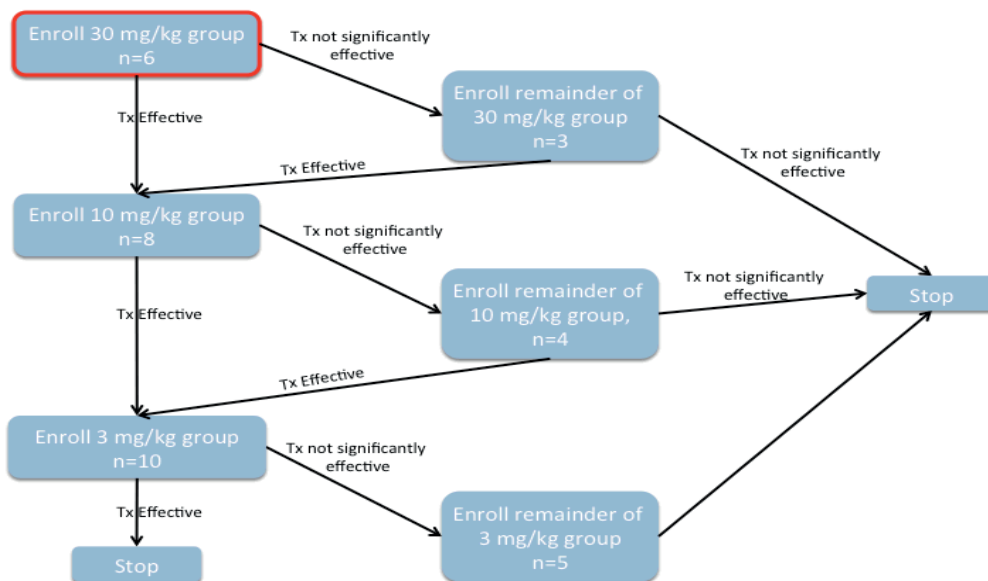 Enroll 30 mg/kg group
n=6
Tx not significantly
effective
Tx Effective
Enroll remainder of
30 mg/kg group
n=3
Tx not significantly
effective
Tx Effective
Enroll 10 mg/kg group
n=8
Tx not significantly
effective
Tx Effective
Enroll remainder of
10 mg/kg group,
n=4
Tx not significantly
effective
Stop
Tx Effective
Enroll 3 mg/kg group
n=10
Tx not significantly
effective
Tx Effective
Enroll remainder of
3 mg/kg group
n=5
Stop